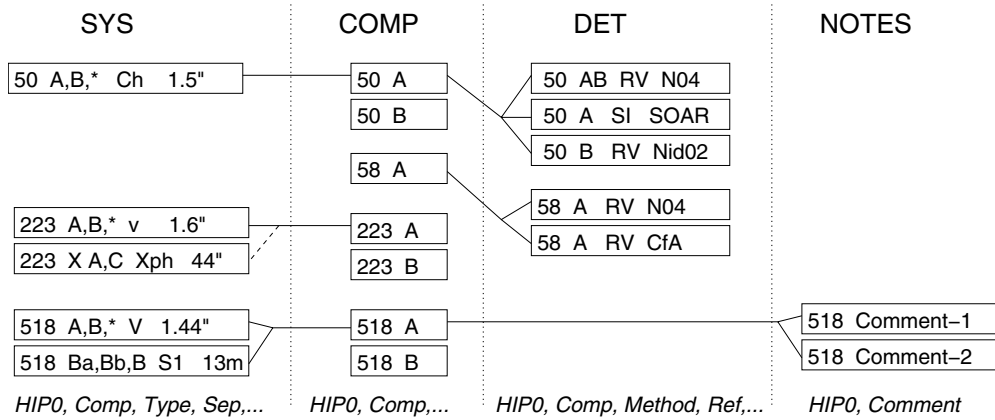 SYS COMP DET NOTES
50 A,B,* Ch 1.5" 50 A 50 AB RV N04
50 B 50 A SI SOAR
50 B RV Nid02
58 A
58 A RV N04
223 A,B,* v 1.6" 223 A 58 A RV CfA
223 X A,C Xph 44" 223 B
518 A,B,* V 1.44" 518 A 518 Comment–1
518 Ba,Bb,B S1 13m 518 B 518 Comment–2
HIP0, Comp, Type, Sep,... HIP0, Comp,... HIP0, Comp, Method, Ref,... HIP0, Comment